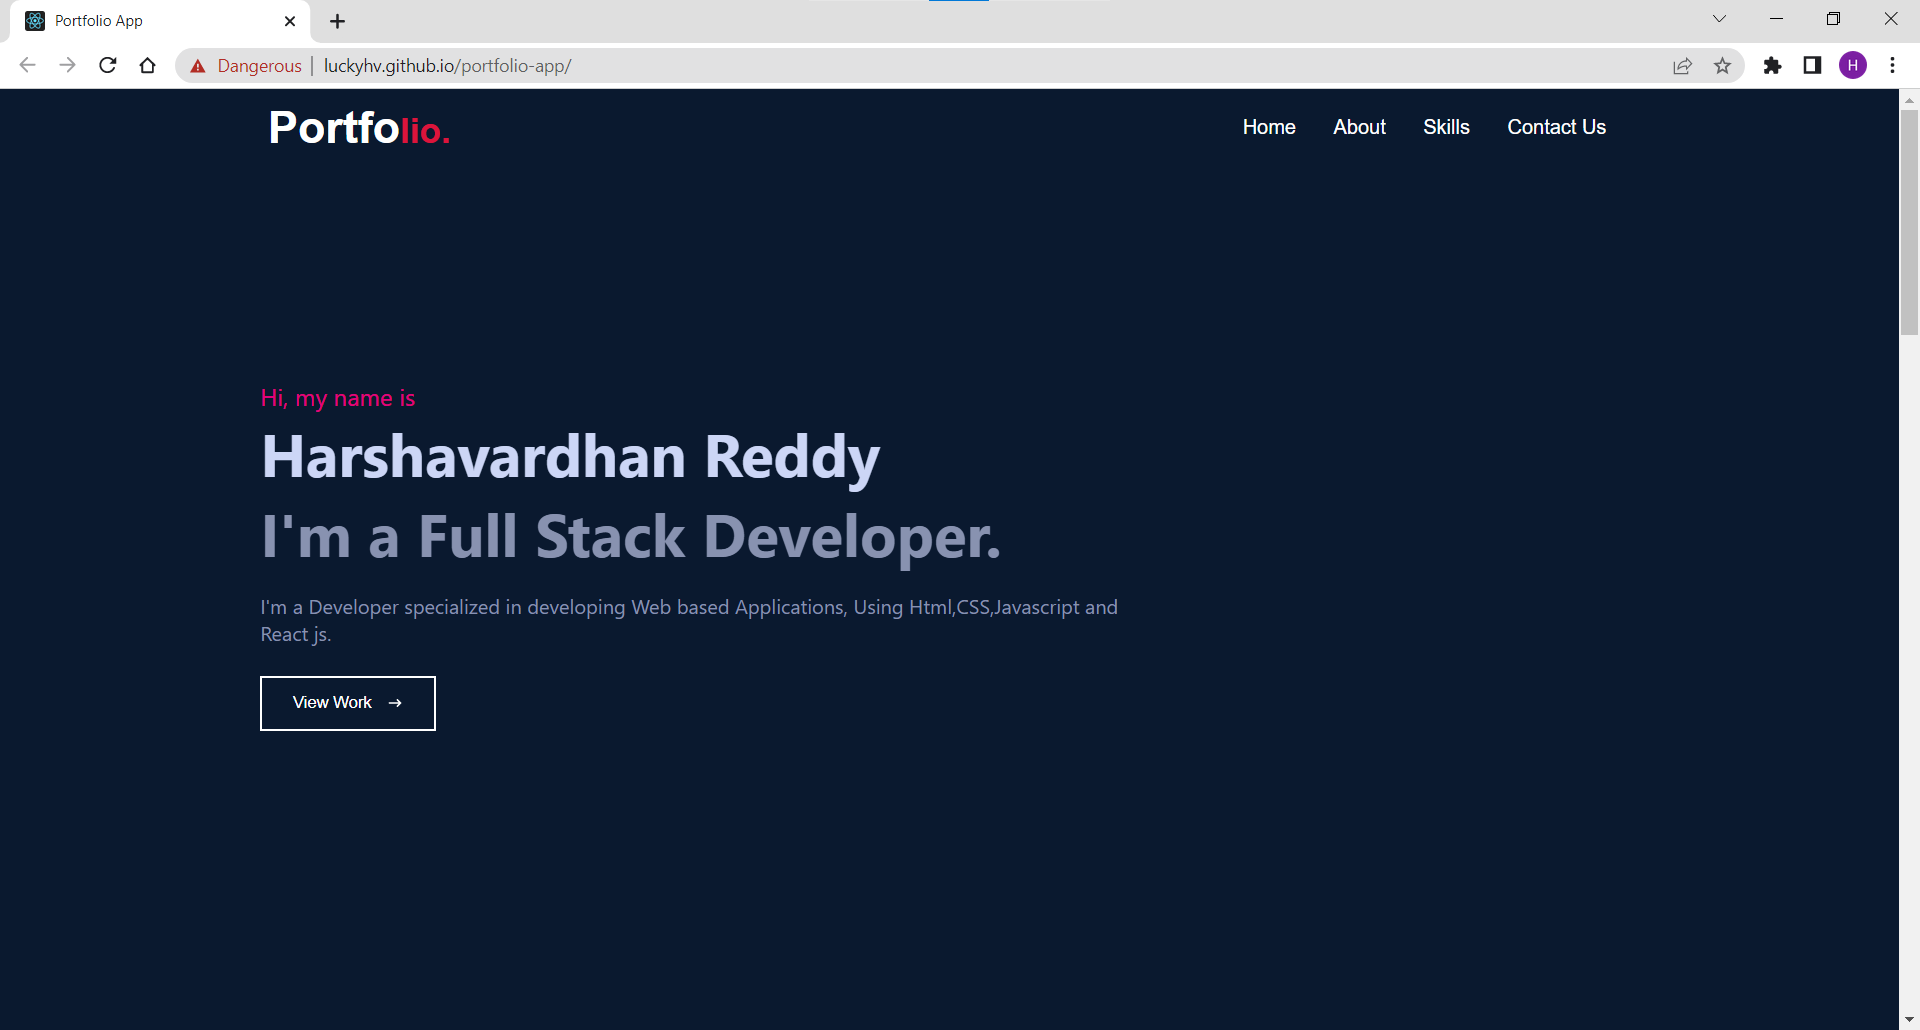 Portfolio App
Dangerous | luckyhv.github.io/portfolio-app/
H
Portfolio.
Home About Skills Contact Us
Hi, my name is
Harshavardhan Reddy
I'm a Full Stack Developer.
I'm a Developer specialized in developing Web based Applications, Using Html,CSS,Javascript and
React js.
View Work →